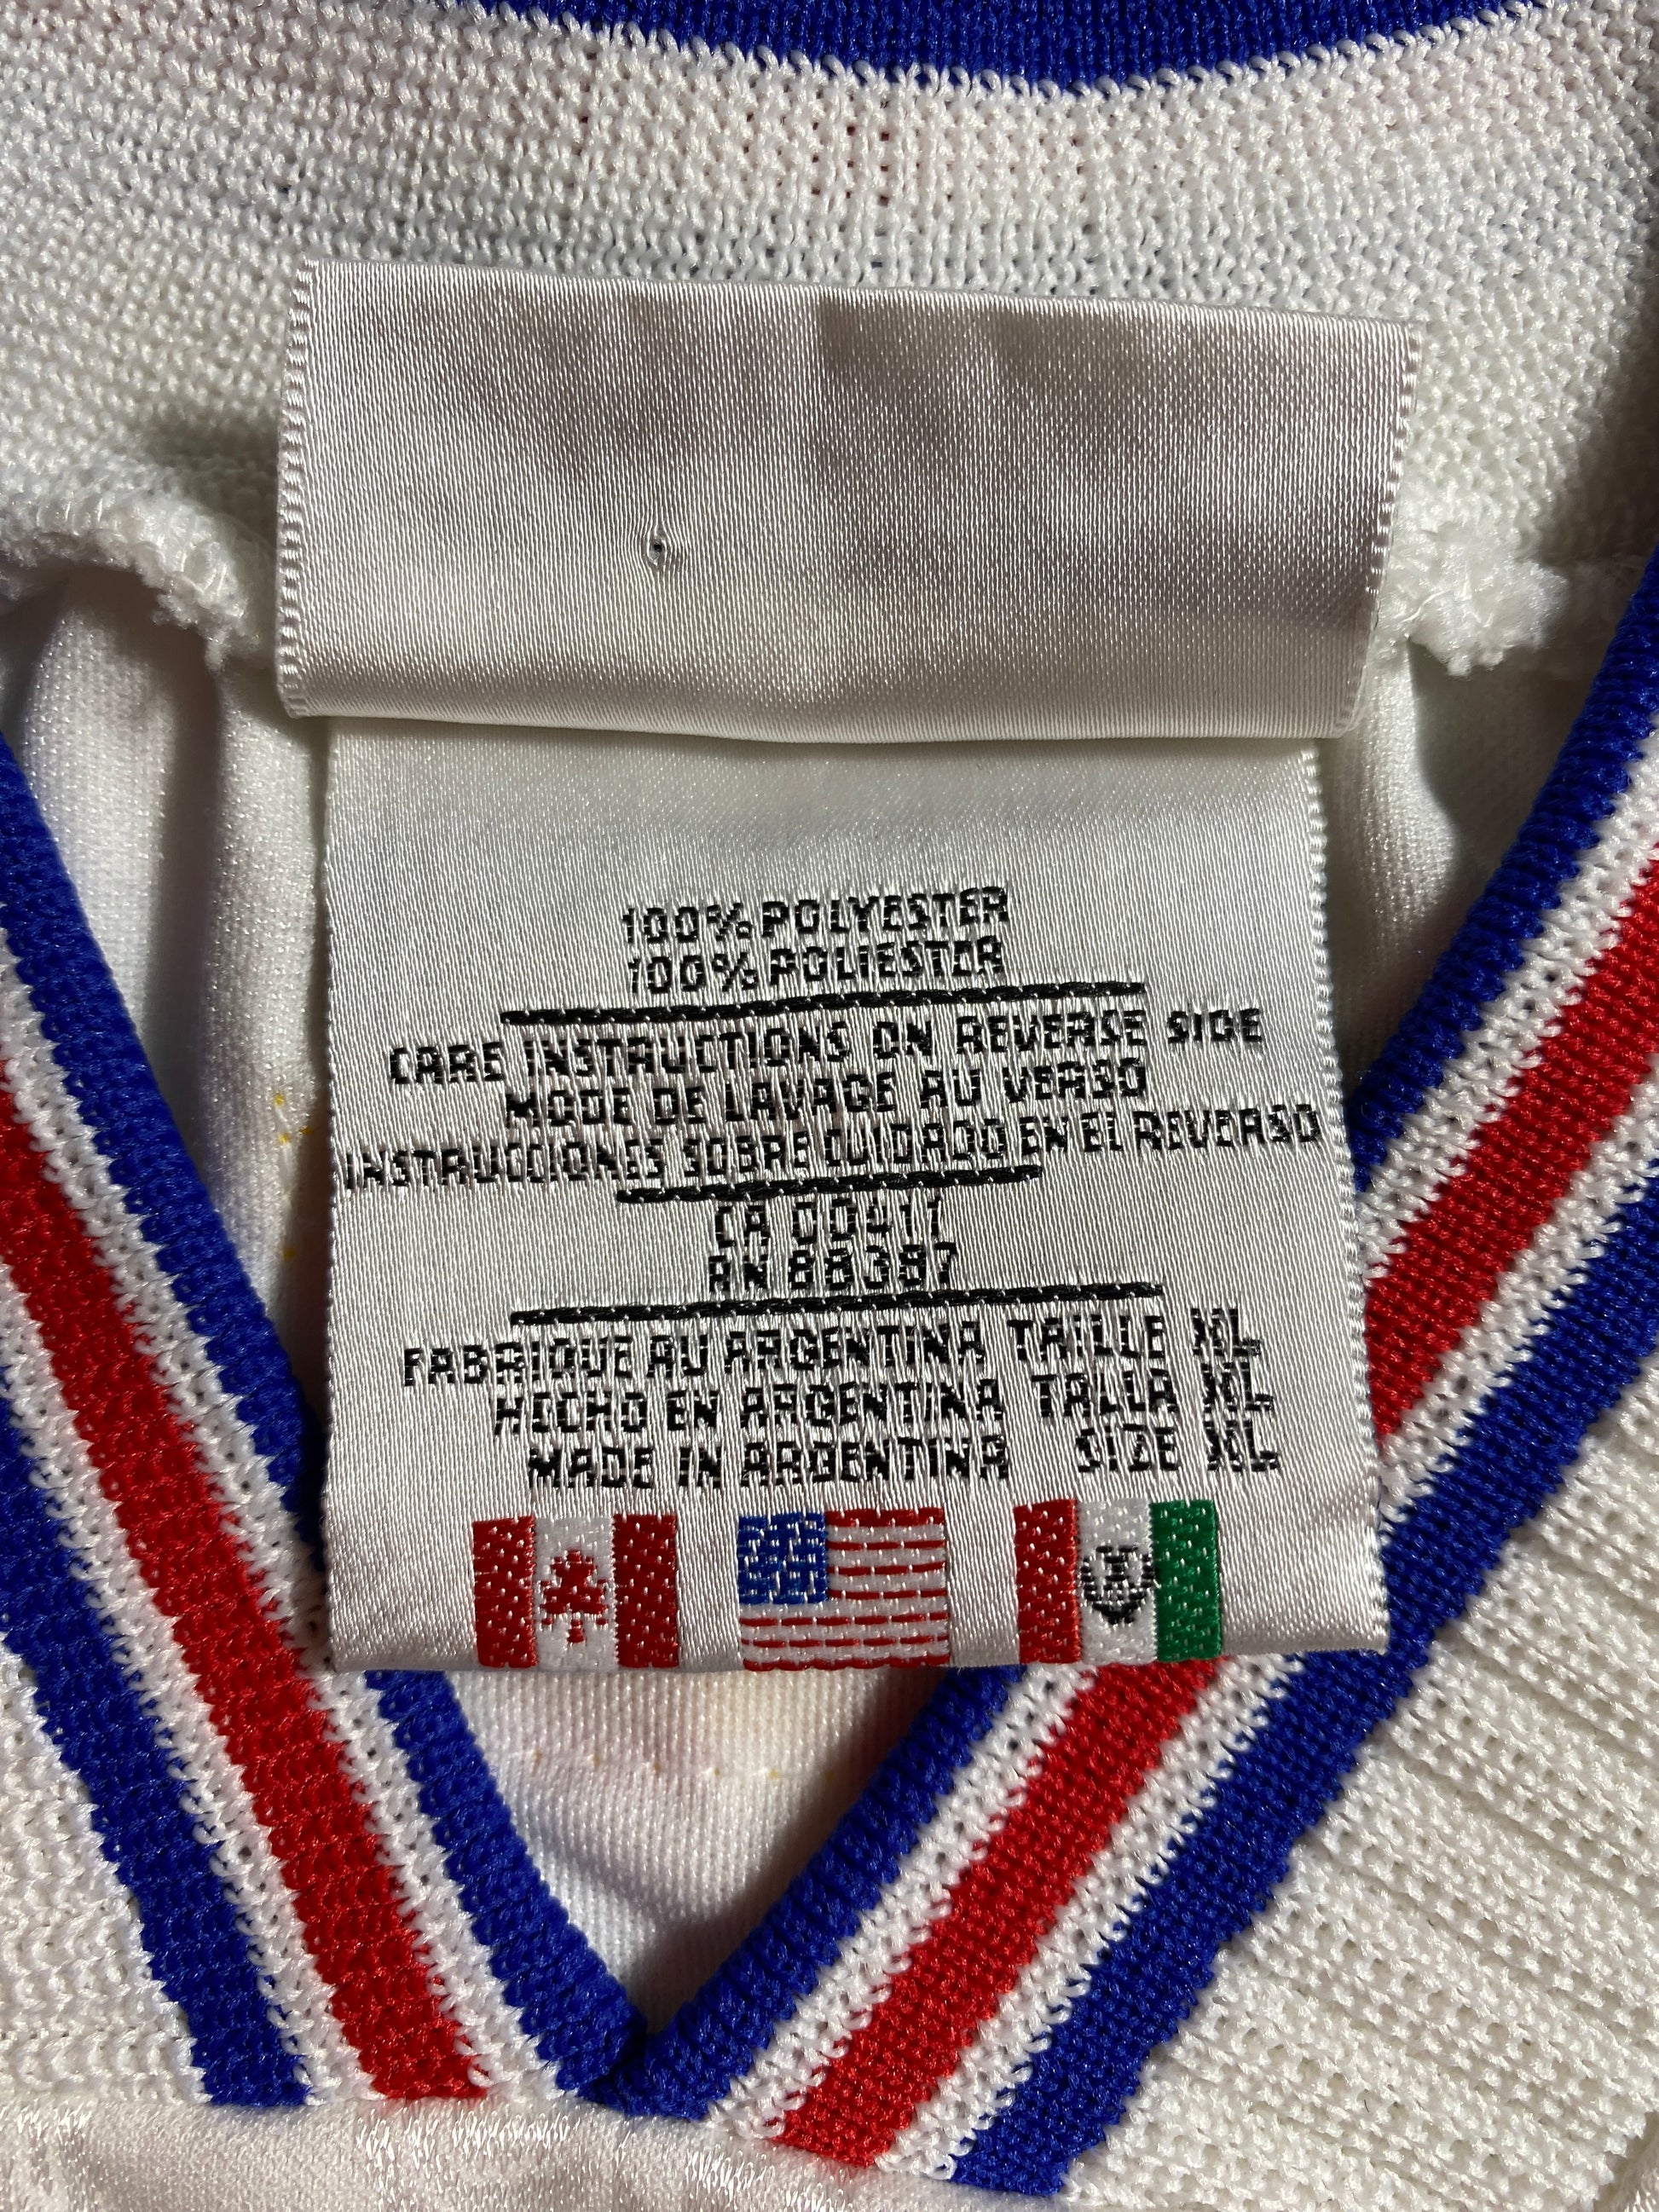 100% POLYESTER
100% POLIESTER
CARE INSTRUCTIONS ON REVERSE SIDE
MODE DE LAVAGE AU VERSO
INSTRUCCIONES SOBRE CUIDADO EN EL REVERSO
CA 00411
RN 88387
FABRIQUE AU ARGENTINA TAILLE XL
HECHO EN ARGENTINA TALLA XL
MADE IN ARGENTINA SIZE XL